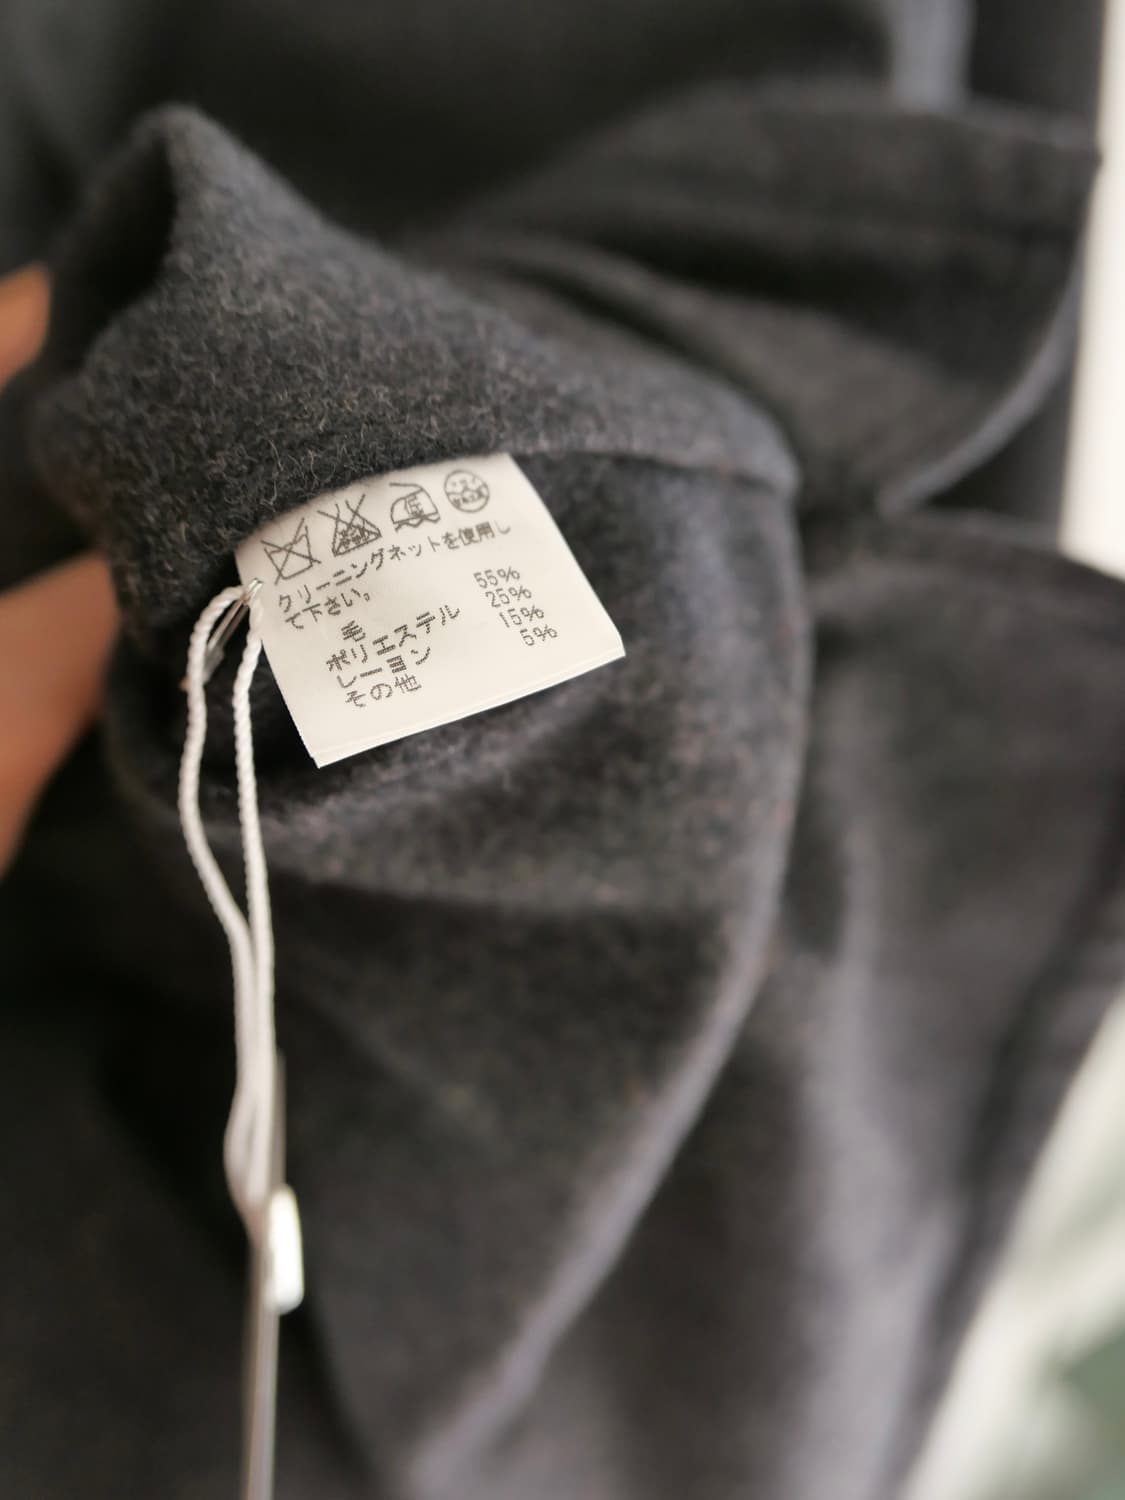 クリーニングネットを使用し
て下さい。
毛 55%
ポリエステル 25%
レーヨン 15%
その他 5%